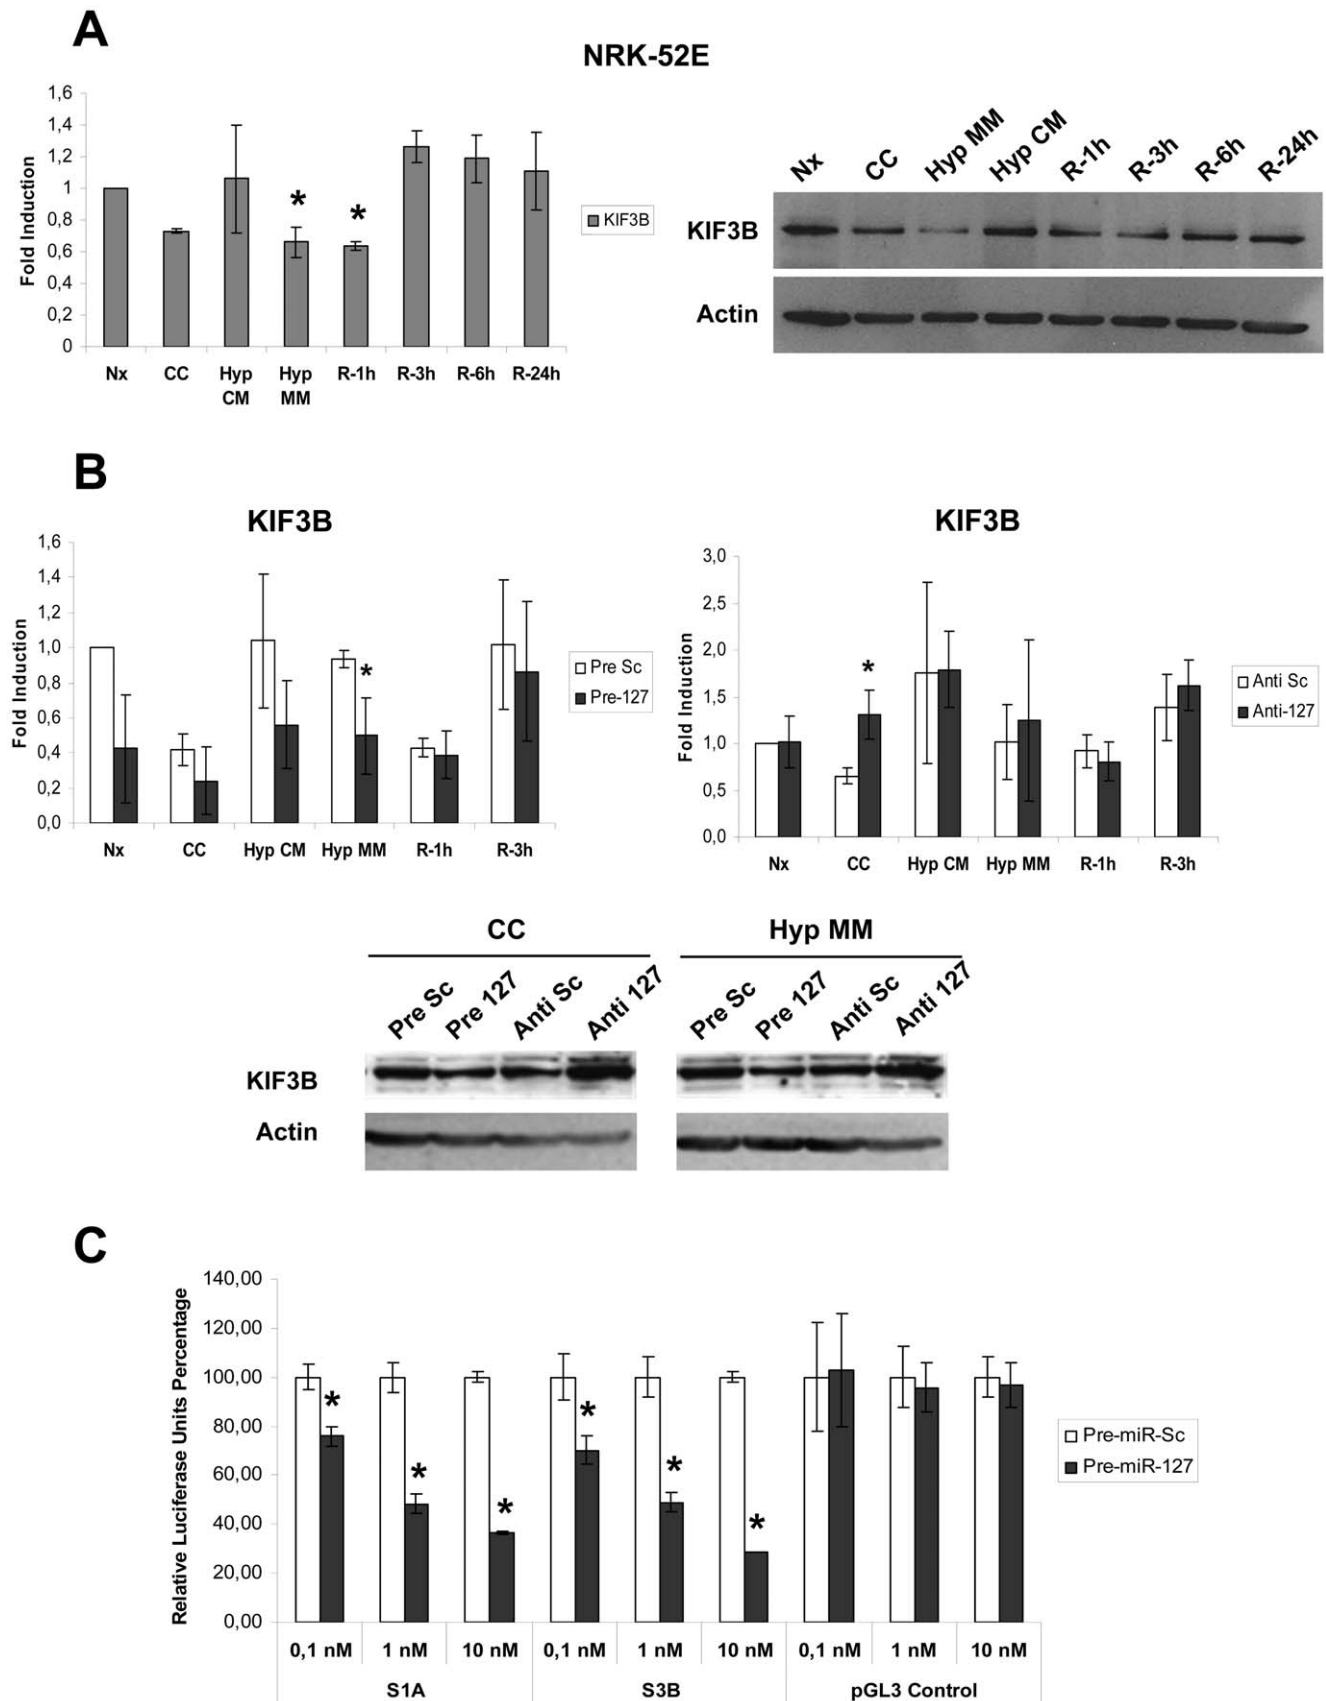 A
NRK-52E
1,6
1,4
1,2
1
0,8
0,6
0,4
0,2
0
Fold Induction
* *
Nx CC Hyp CM Hyp MM R-1h R-3h R-6h R-24h
KIF3B
Nx CC Hyp MM Hyp CM R-1h R-3h R-6h R-24h
KIF3B
Actin
B
KIF3B
1,6
1,4
1,2
1,0
0,8
0,6
0,4
0,2
0,0
Fold Induction
*
Nx CC Hyp CM Hyp MM R-1h R-3h
Pre Sc
Pre-127
KIF3B
3,0
2,5
2,0
1,5
1,0
0,5
0,0
Fold Induction
*
Nx CC Hyp CM Hyp MM R-1h R-3h
Anti Sc
Anti-127
CC
Pre Sc Pre 127 Anti Sc Anti 127
Hyp MM
Pre Sc Pre 127 Anti Sc Anti 127
KIF3B
Actin
C
140,00
120,00
100,00
80,00
60,00
40,00
20,00
0,00
Relative Luciferase Units Percentage
* * * * * *
0,1 nM 1 nM 10 nM 0,1 nM 1 nM 10 nM 0,1 nM 1 nM 10 nM
S1A S3B pGL3 Control
Pre-miR-Sc
Pre-miR-127